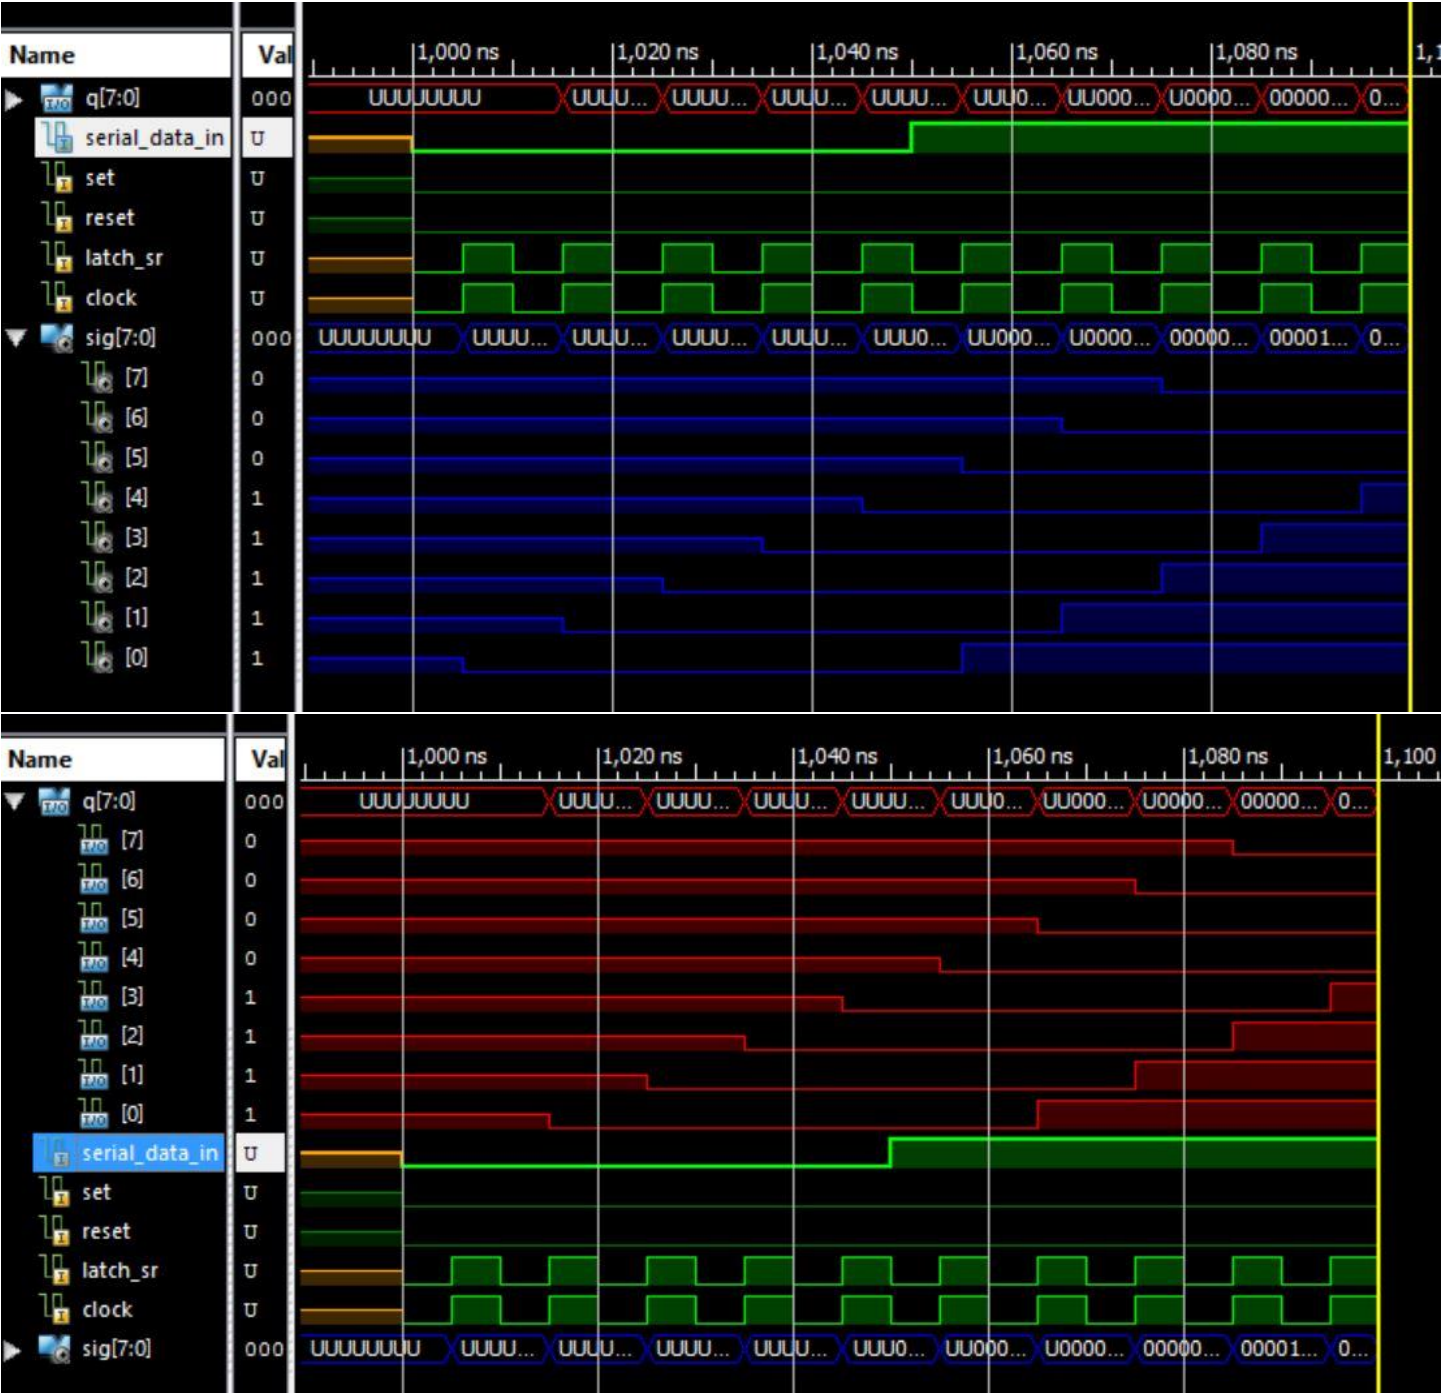 Name Val 1,000 ns 1,020 ns 1,040 ns 1,060 ns 1,080 ns 1,1
q[7:0] 000 UUUUUUUU UUUU... UUUU... UUUU... UUUU... UUU0... UU000... U0000... 00000... 0...
serial_data_in U
set U
reset U
latch_sr U
clock U
sig[7:0] 000 UUUUUUUU UUUU... UUUU... UUUU... UUUU... UUU0... UU000... U0000... 00000... 00001... 0...
[7] 0
[6] 0
[5] 0
[4] 1
[3] 1
[2] 1
[1] 1
[0] 1
Name Val 1,000 ns 1,020 ns 1,040 ns 1,060 ns 1,080 ns 1,100
q[7:0] 000 UUUUUUUU UUUU... UUUU... UUUU... UUUU... UUU0... UU000... U0000... 00000... 0...
[7] 0
[6] 0
[5] 0
[4] 0
[3] 1
[2] 1
[1] 1
[0] 1
serial_data_in U
set U
reset U
latch_sr U
clock U
sig[7:0] 000 UUUUUUUU UUUU... UUUU... UUUU... UUUU... UUU0... UU000... U0000... 00000... 00001... 0...